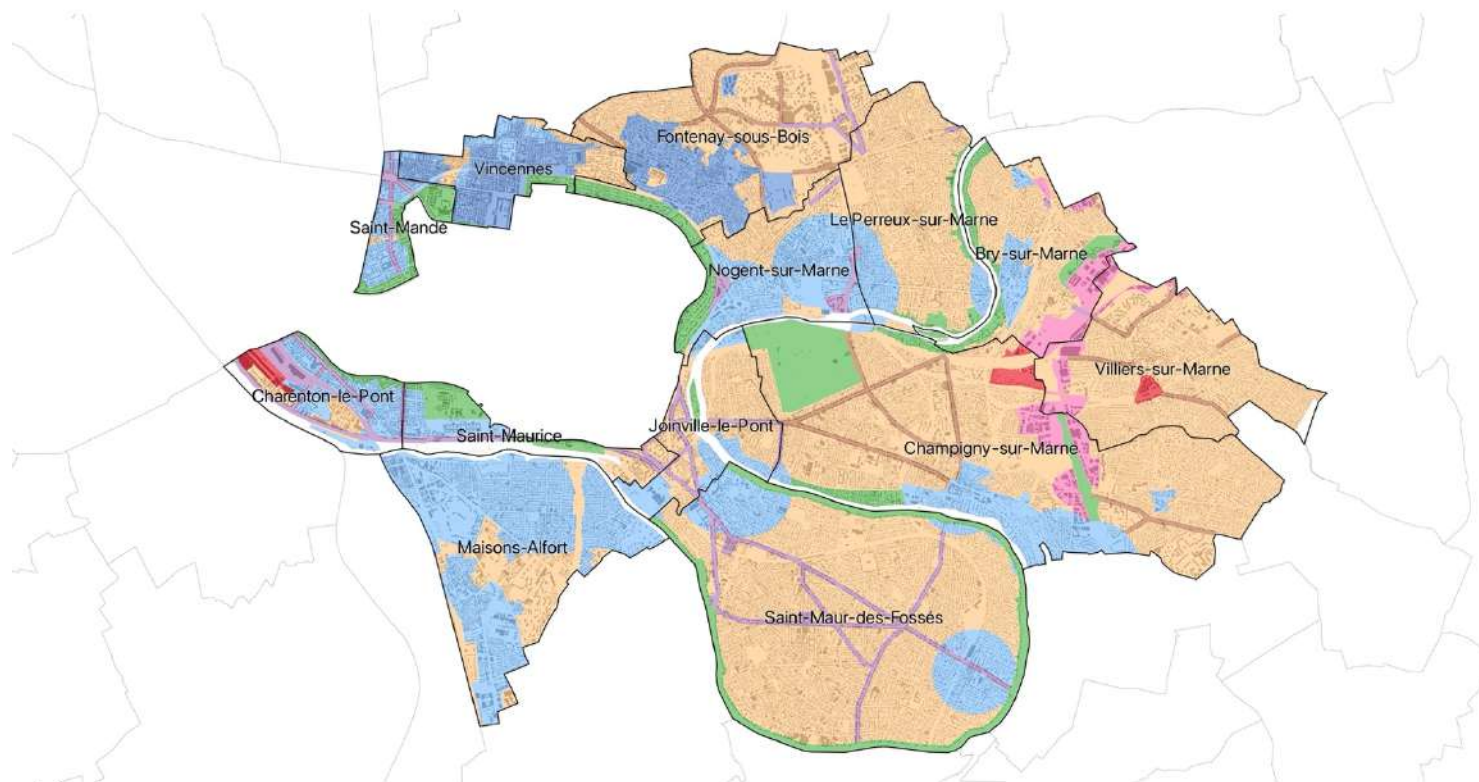 Fontenay-sous-Bois
Vincennes
Saint-Mande
Le Perreux-sur-Marne
Bry-sur-Marne
Nogent-sur-Marne
Villiers-sur-Marne
Charenton-le-Pont
Saint-Maurice
Joinville-le-Pont
Champigny-sur-Marne
Maisons-Alfort
Saint-Maur-des-Fossés